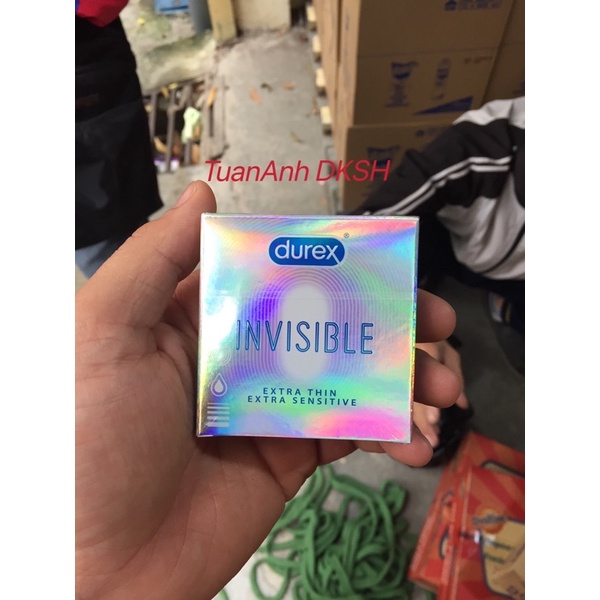 TuanAnh DKSH
durex®
INVISIBLE
EXTRA THIN
EXTRA SENSITIVE